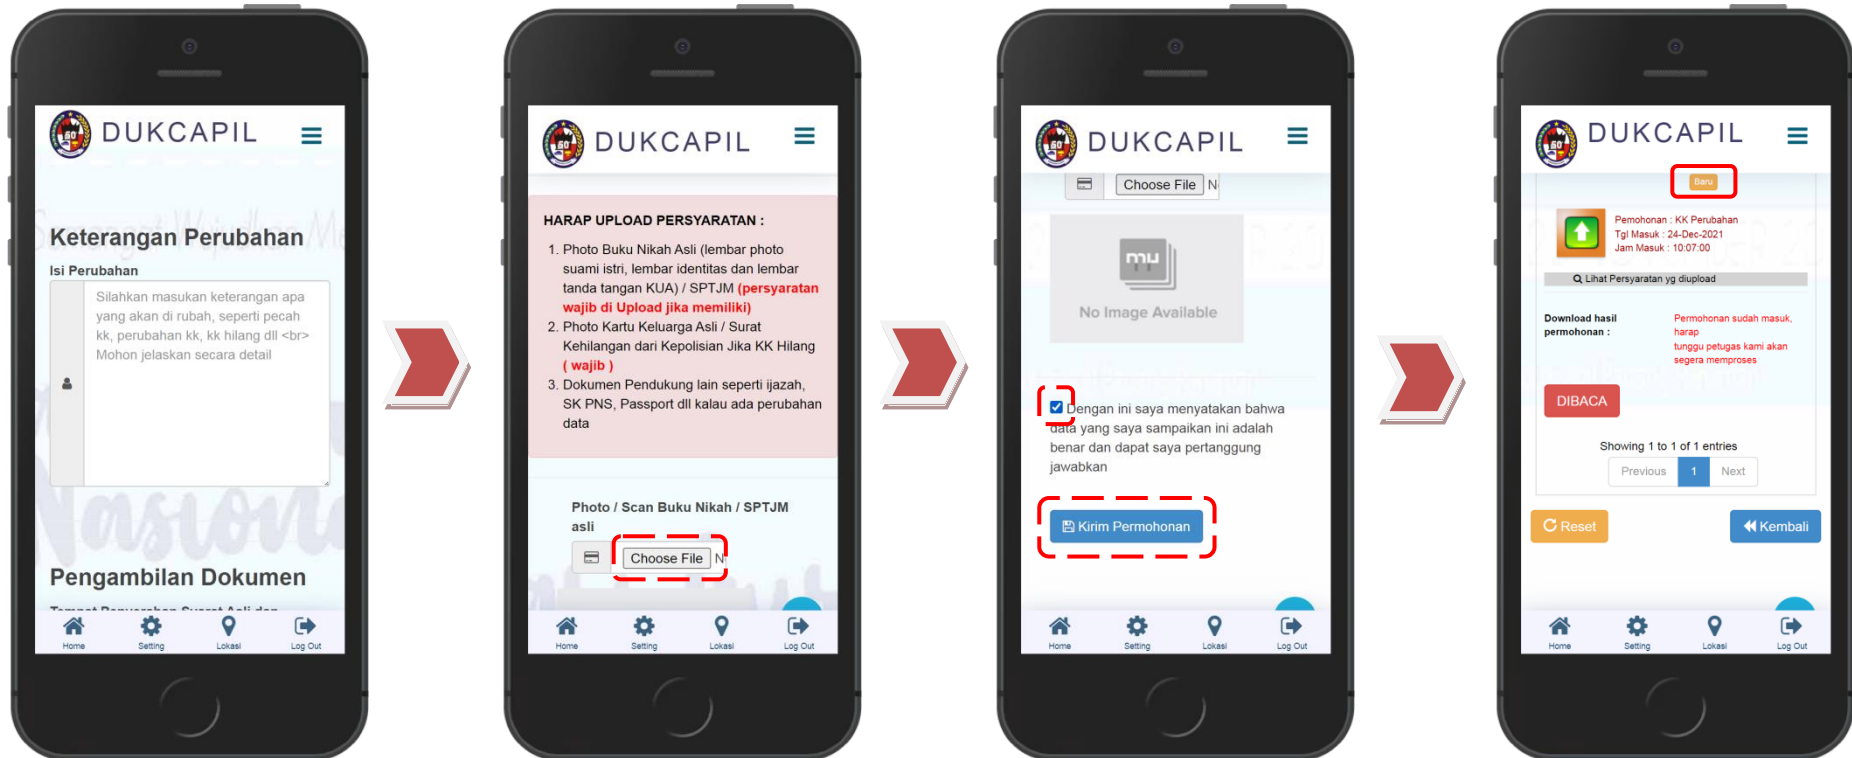 DUKCAPIL
Keterangan Perubahan
Isi Perubahan
Silahkan masukan keterangan apa
yang akan di rubah, seperti pecah
kk, perubahan kk, kk hilang dll <br>
Mohon jelaskan secara detail
Pengambilan Dokumen
Home
Setting
Lokasi
Log Out
DUKCAPIL
HARAP UPLOAD PERSYARATAN :
1. Photo Buku Nikah Asli (lembar photo
suami istri, lembar identitas dan lembar
tanda tangan KUA) / SPTJM (persyaratan
wajib di Upload jika memiliki)
2. Photo Kartu Keluarga Asli / Surat
Kehilangan dari Kepolisian Jika KK Hilang
( wajib )
3. Dokumen Pendukung lain seperti ijazah,
SK PNS, Passport dll kalau ada perubahan
data
Photo / Scan Buku Nikah / SPTJM
asli
Choose File
Home
Setting
Lokasi
Log Out
DUKCAPIL
Choose File
mu
No Image Available
Dengan ini saya menyatakan bahwa
data yang saya sampaikan ini adalah
benar dan dapat saya pertanggung
jawabkan
Kirim Permohonan
Home
Setting
Lokasi
Log Out
DUKCAPIL
Baru
Pemohonan : KK Perubahan
Tgl Masuk : 24-Dec-2021
Jam Masuk : 10:07:00
Lihat Persyaratan yg diupload
Download hasil
permohonan :
Permohonan sudah masuk,
harap
tunggu petugas kami akan
segera memproses
DIBACA
Showing 1 to 1 of 1 entries
Previous 1 Next
Reset
Kembali
Home
Setting
Lokasi
Log Out